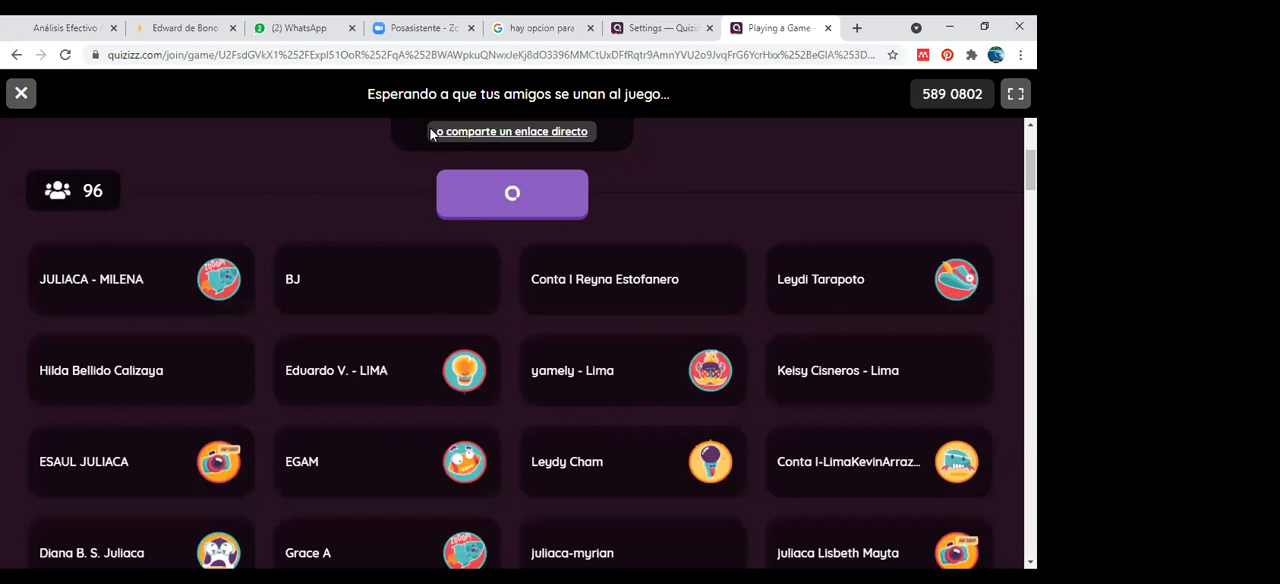 Análisis Efectivo
Edward de Bono
(2) WhatsApp
Posasistente - Zo
hay opcion para
Settings — Quiziz
Playing a Game -
quizizz.com/join/game/U2FsdGVkX1%252FExpl51OoR%252FqA%252BWAWpkuQNwxJeKj8dO3396MMCtUxDFfRqtr9AmnYVU2o9JvqFrG6YcrHxx%252BeGlA%253D...
Esperando a que tus amigos se unan al juego...
589 0802
o comparte un enlace directo
96
JULIACA - MILENA
BJ
Conta I Reyna Estofanero
Leydi Tarapoto
Hilda Bellido Calizaya
Eduardo V. - LIMA
yamely - Lima
Keisy Cisneros - Lima
ESAUL JULIACA
EGAM
Leydy Cham
Conta I-LimaKevinArraz...
Diana B. S. Juliaca
Grace A
juliaca-myrian
juliaca Lisbeth Mayta